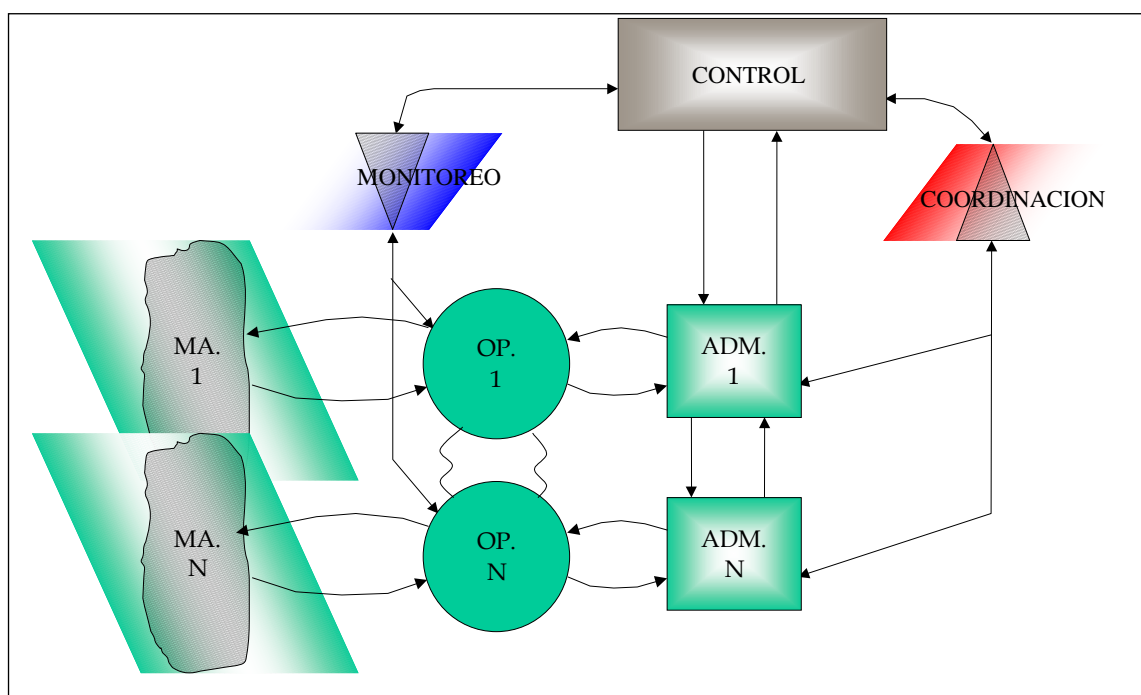 CONTROL
MONITOREO
COORDINACION
MA.
1
OP.
1
ADM.
1
MA.
N
OP.
N
ADM.
N